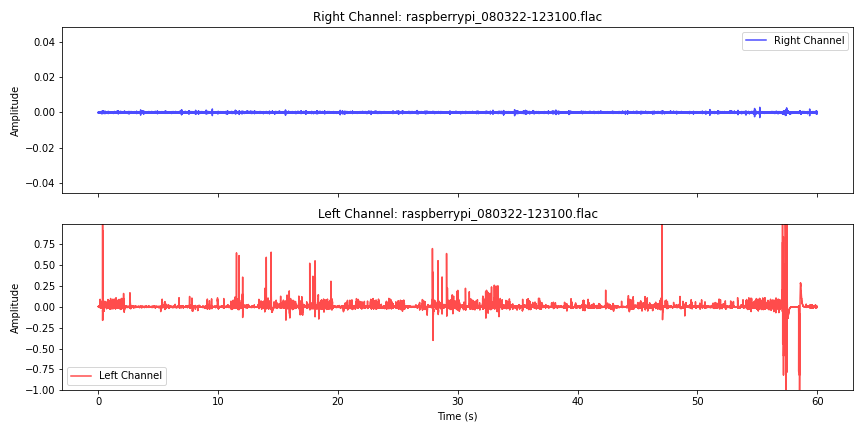 Right Channel: raspberrypi_080322-123100.flac
Amplitude
0.04
0.02
0.00
−0.02
−0.04
Right Channel
Left Channel: raspberrypi_080322-123100.flac
Amplitude
0.75
0.50
0.25
0.00
−0.25
−0.50
−0.75
−1.00
Left Channel
0 10 20 30 40 50 60
Time (s)